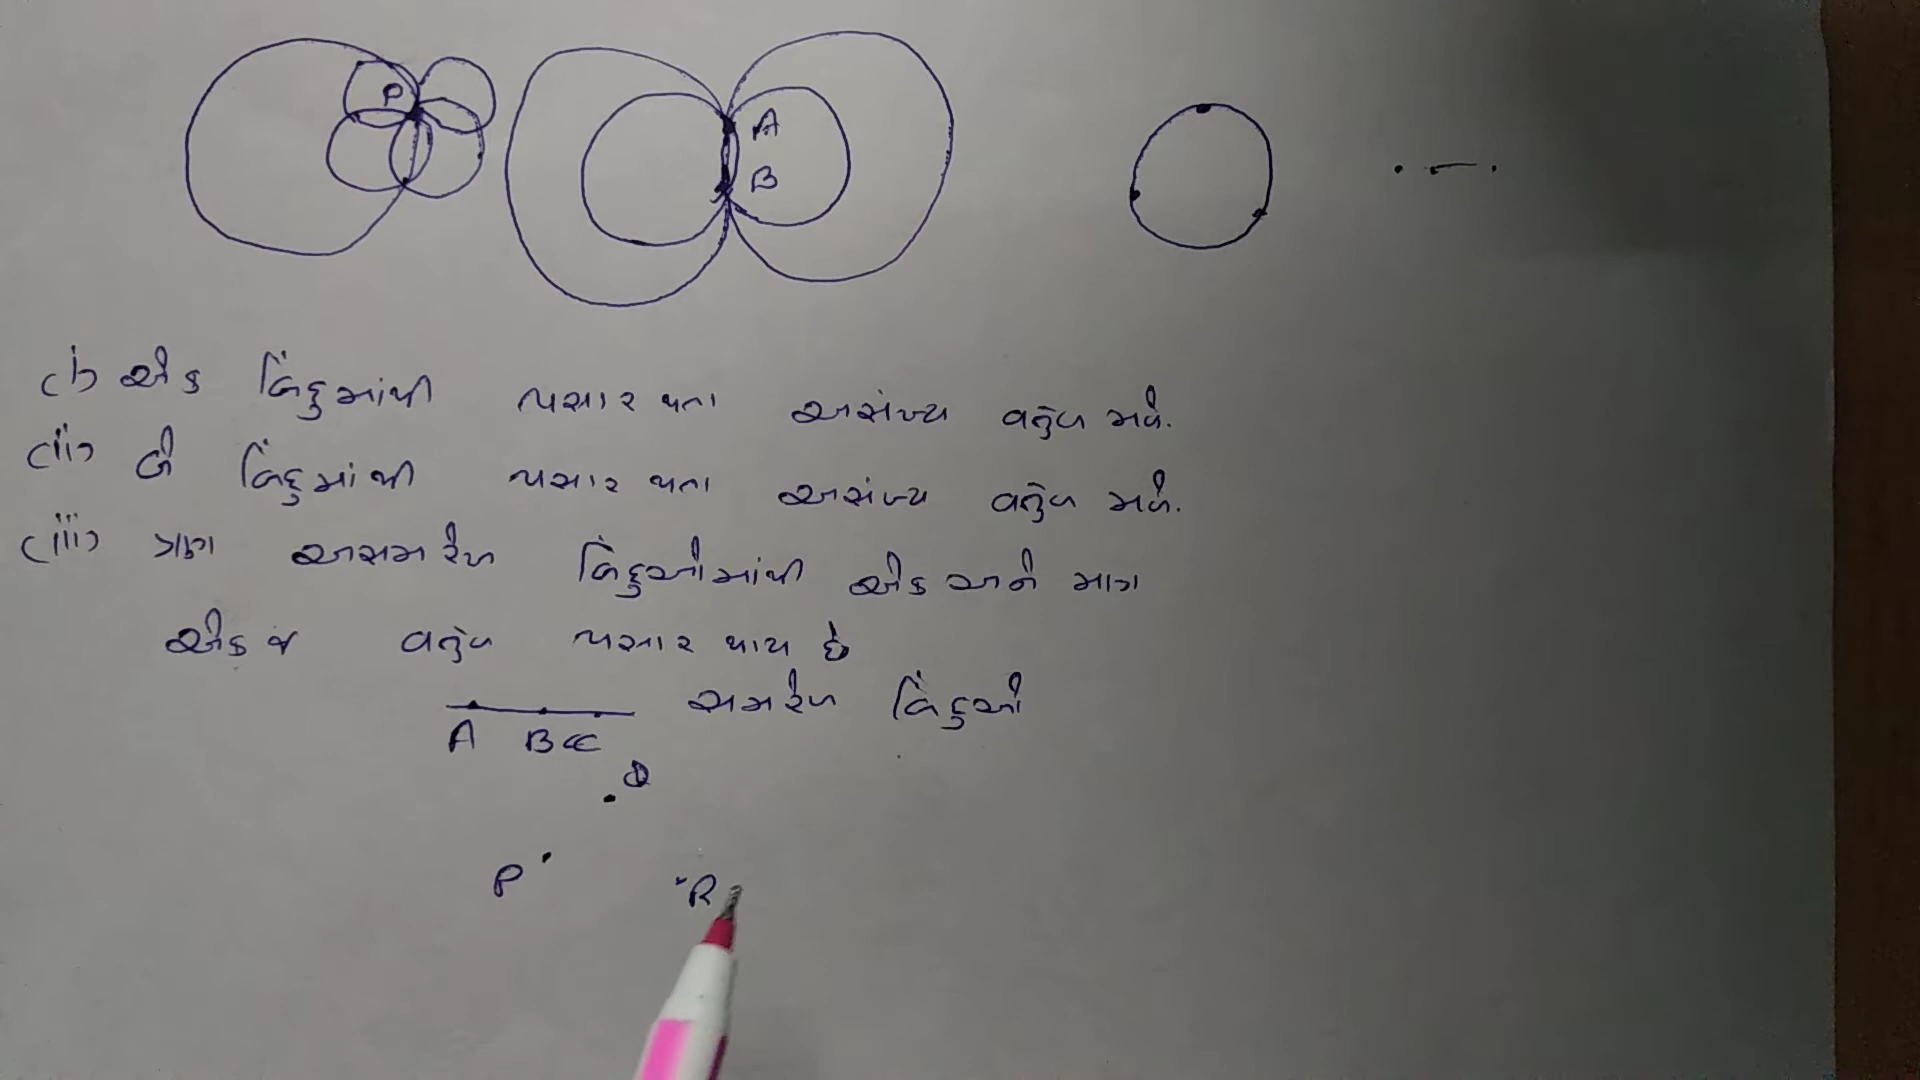 P
A
B
(i) એક બિંદુમાંથી પસાર થતા અસંખ્ય વર્તુળ મળે.
(ii) બે બિંદુમાંથી પસાર થતા અસંખ્ય વર્તુળ મળે.
(iii) ત્રણ અસમરેખ બિંદુઓમાંથી એક અને માત્ર
એક જ વર્તુળ પસાર થાય છે
સમરેખ બિંદુઓ
A B C
Q
P R